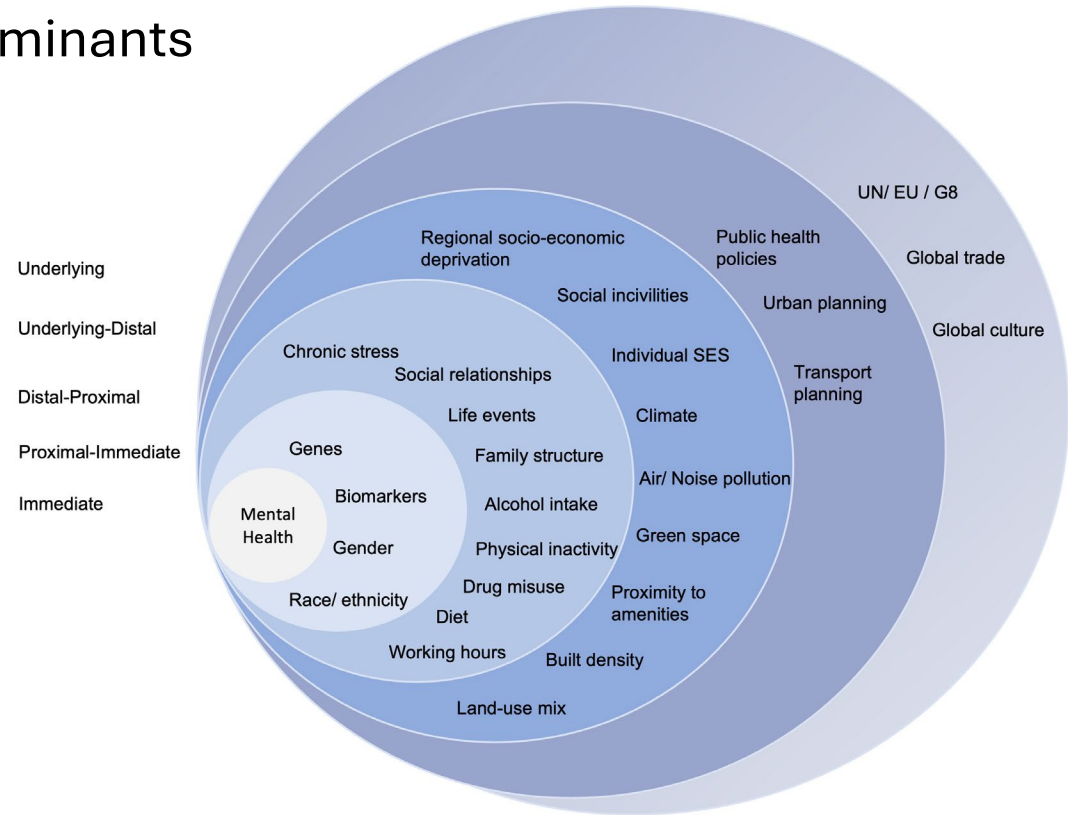 minants
Underlying
Underlying-Distal
Distal-Proximal
Proximal-Immediate
Immediate
Mental
Health
Genes
Biomarkers
Gender
Race/ ethnicity
Chronic stress
Social relationships
Life events
Family structure
Alcohol intake
Physical inactivity
Drug misuse
Diet
Working hours
Regional socio-economic
deprivation
Social incivilities
Individual SES
Climate
Air/ Noise pollution
Green space
Proximity to
amenities
Built density
Land-use mix
Public health
policies
Urban planning
Transport
planning
UN/ EU / G8
Global trade
Global culture